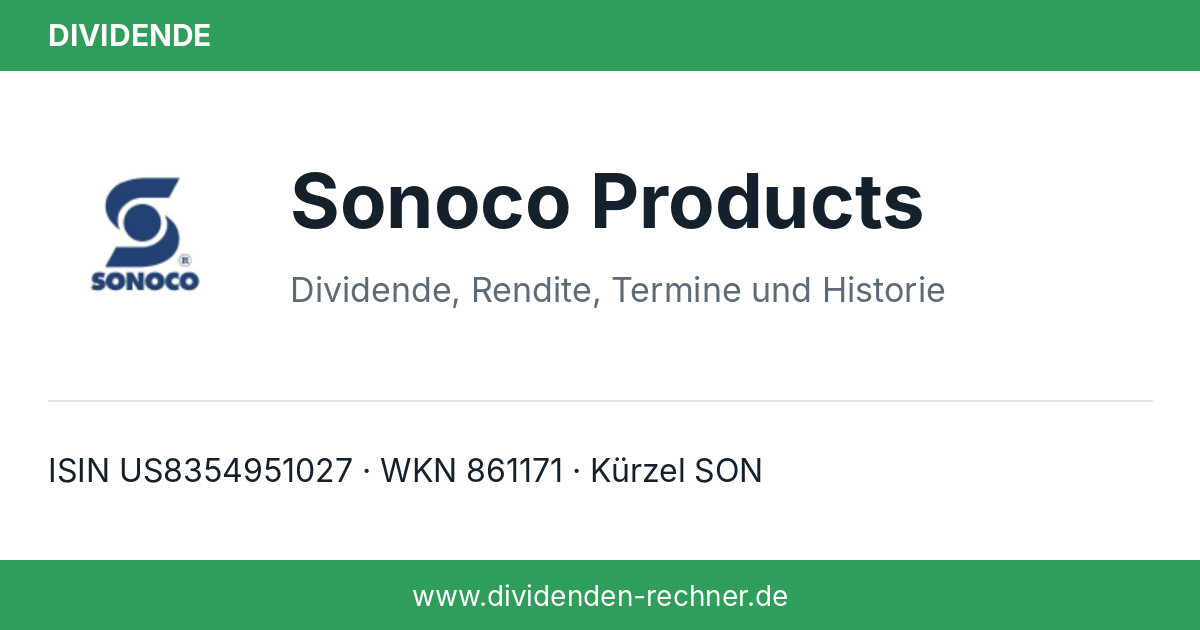 DIVIDENDE
SONOCO
®
Sonoco Products
Dividende, Rendite, Termine und Historie
ISIN US8354951027 · WKN 861171 · Kürzel SON
www.dividenden-rechner.de